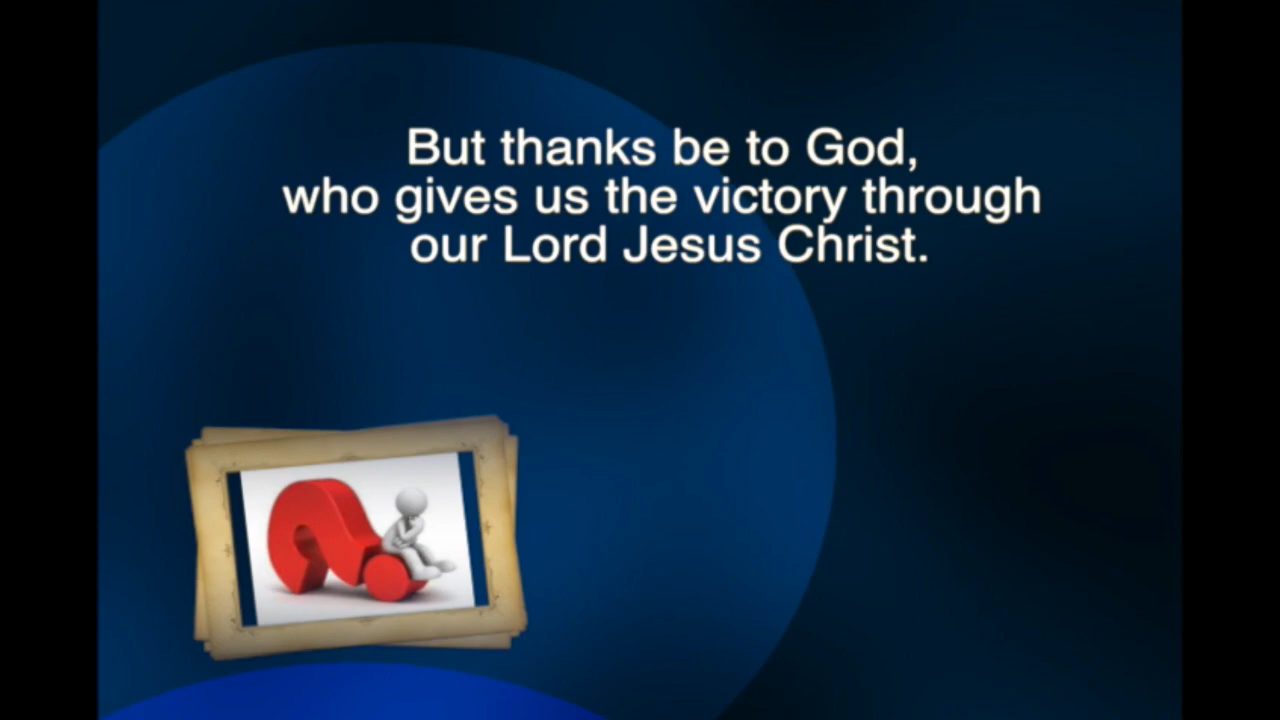 But thanks be to God,
who gives us the victory through
our Lord Jesus Christ.